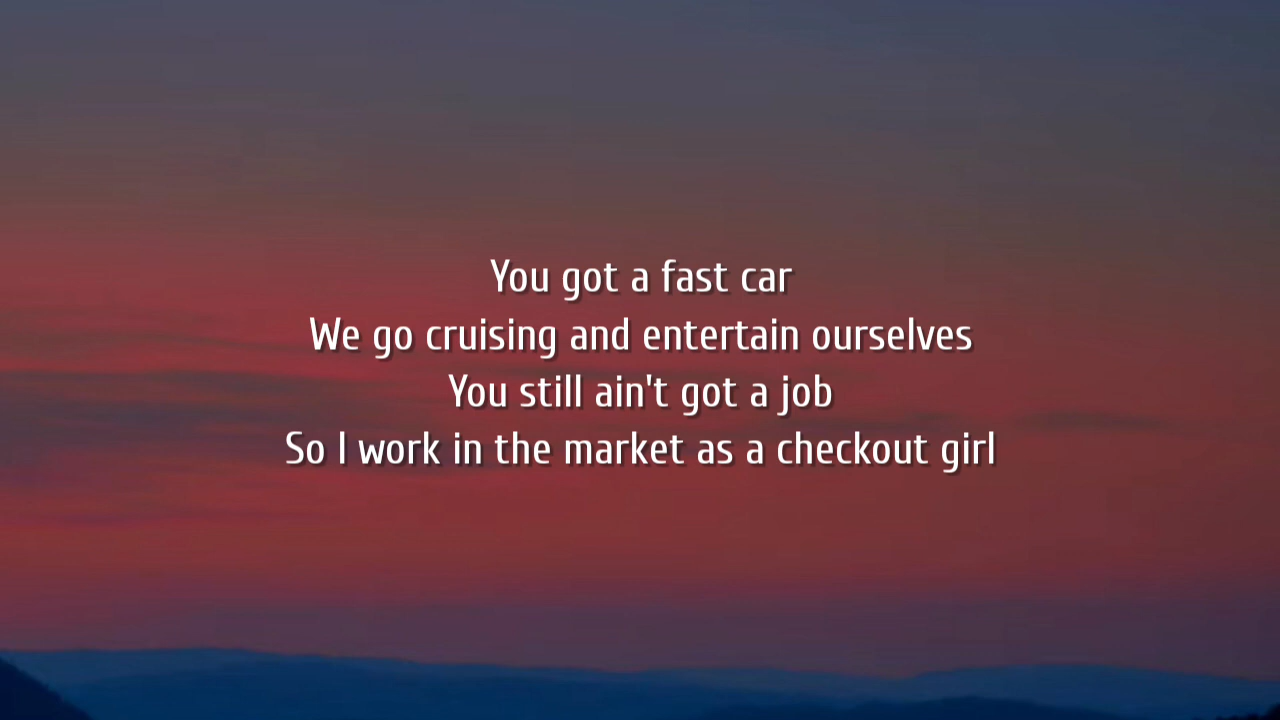 You got a fast car
We go cruising and entertain ourselves
You still ain't got a job
So I work in the market as a checkout girl